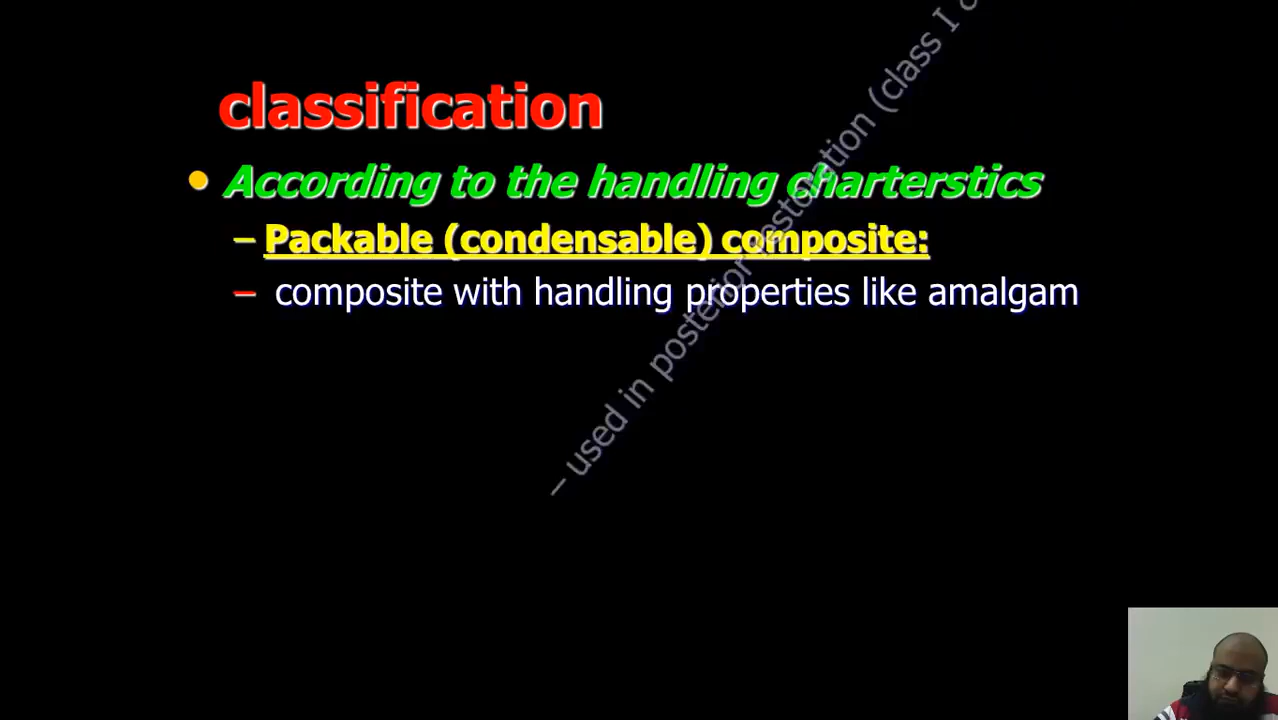 classification
• According to the handling charterstics
– Packable (condensable) composite:
– composite with handling properties like amalgam
– used in posterior restoration (class I